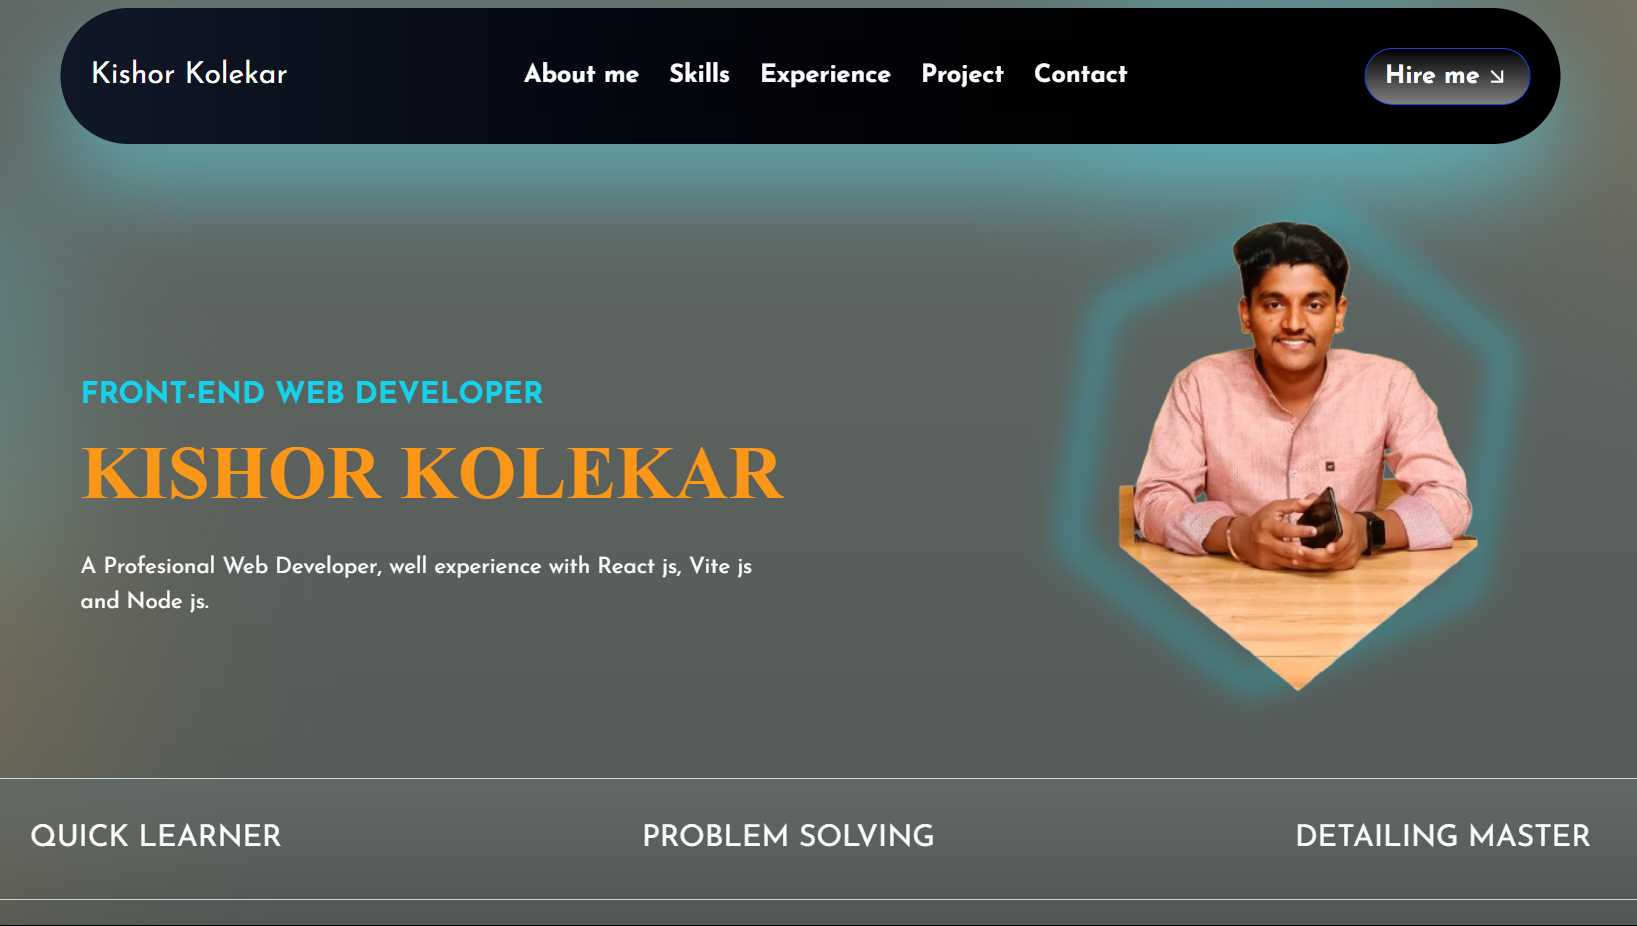 Kishor Kolekar
About me
Skills
Experience
Project
Contact
Hire me
FRONT-END WEB DEVELOPER
KISHOR KOLEKAR
A Profesional Web Developer, well experience with React js, Vite js
and Node js.
QUICK LEARNER
PROBLEM SOLVING
DETAILING MASTER